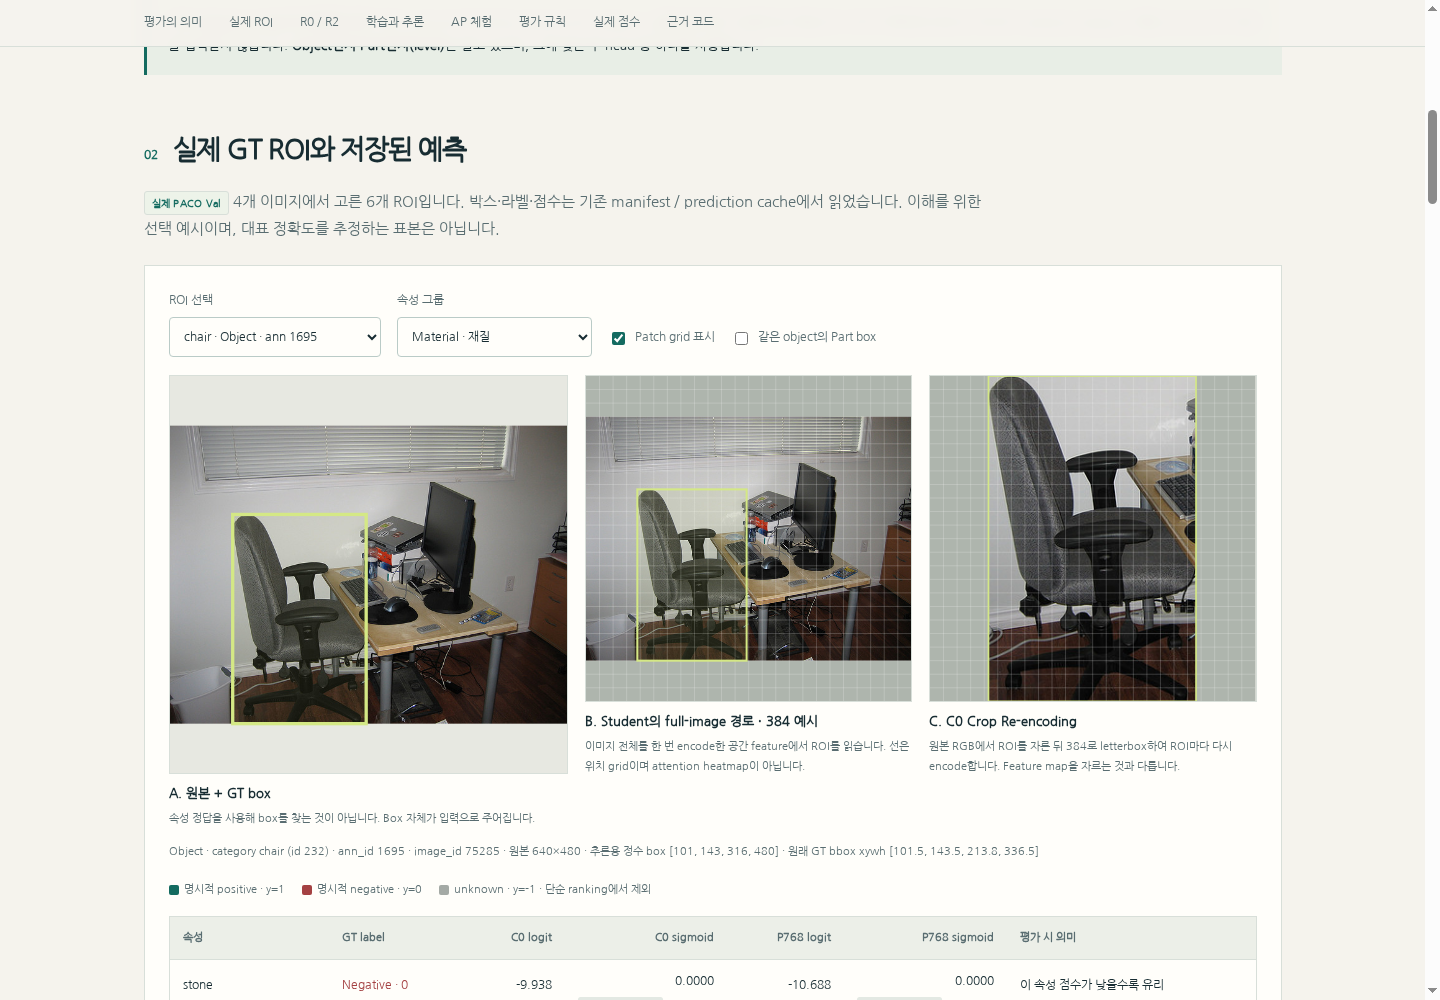 평가의 의미 실제 ROI R0 / R2 학습과 추론 AP 체험 평가 규칙 실제 점수 근거 코드
02 실제 GT ROI와 저장된 예측
실제 PACO Val 4개 이미지에서 고른 6개 ROI입니다. 박스·라벨·점수는 기존 manifest / prediction cache에서 읽었습니다. 이해를 위한
선택 예시이며, 대표 정확도를 추정하는 표본은 아닙니다.
ROI 선택 속성 그룹
chair · Object · ann 1695 Material · 재질 Patch grid 표시 같은 object의 Part box
B. Student의 full-image 경로 · 384 예시
이미지 전체를 한 번 encode한 공간 feature에서 ROI를 읽습니다. 선은
위치 grid이며 attention heatmap이 아닙니다.
C. C0 Crop Re-encoding
원본 RGB에서 ROI를 자른 뒤 384로 letterbox하여 ROI마다 다시
encode합니다. Feature map을 자르는 것과 다릅니다.
A. 원본 + GT box
속성 정답을 사용해 box를 찾는 것이 아닙니다. Box 자체가 입력으로 주어집니다.
Object · category chair (id 232) · ann_id 1695 · image_id 75285 · 원본 640×480 · 추론용 정수 box [101, 143, 316, 480] · 원래 GT bbox xywh [101.5, 143.5, 213.8, 336.5]
명시적 positive · y=1 명시적 negative · y=0 unknown · y=-1 · 단순 ranking에서 제외
속성 GT label C0 logit C0 sigmoid P768 logit P768 sigmoid 평가 시 의미
stone Negative · 0 -9.938 0.0000 -10.688 0.0000 이 속성 점수가 낮을수록 유리